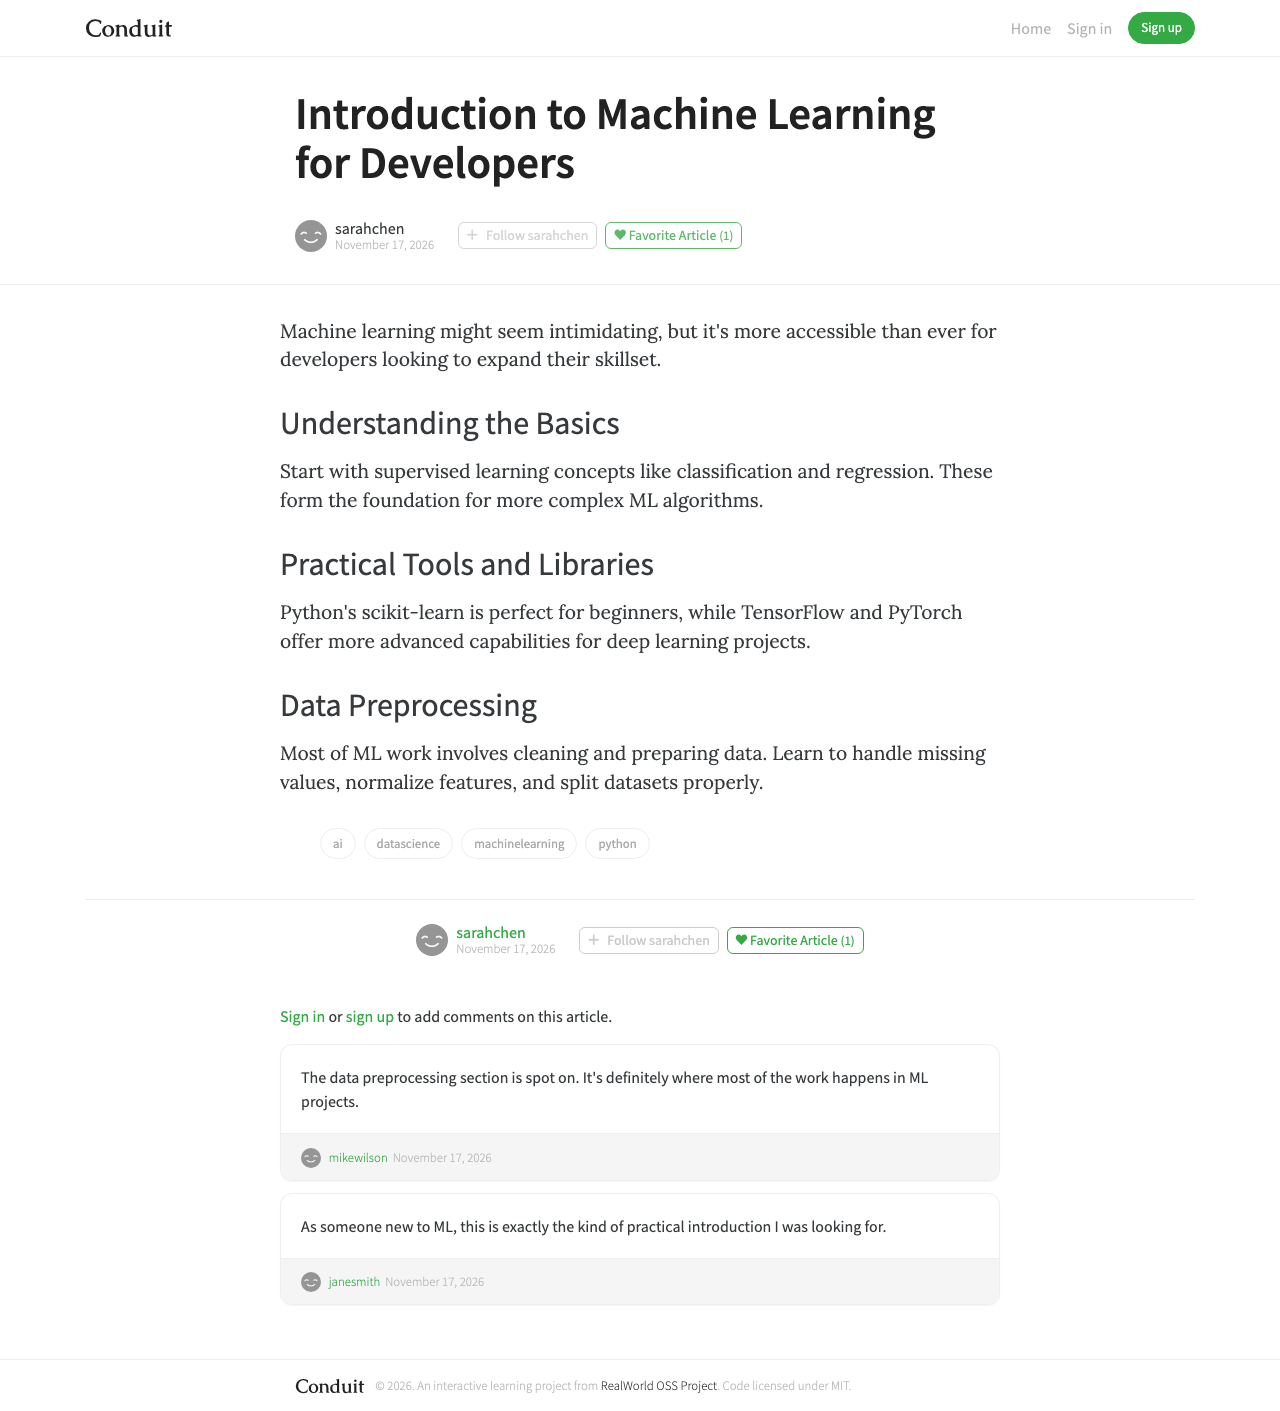 Conduit
Home Sign in Sign up
Introduction to Machine Learning
for Developers
sarahchen
November 17, 2026
Follow sarahchen
Favorite Article (1)
Machine learning might seem intimidating, but it's more accessible than ever for
developers looking to expand their skillset.
Understanding the Basics
Start with supervised learning concepts like classification and regression. These
form the foundation for more complex ML algorithms.
Practical Tools and Libraries
Python's scikit-learn is perfect for beginners, while TensorFlow and PyTorch
offer more advanced capabilities for deep learning projects.
Data Preprocessing
Most of ML work involves cleaning and preparing data. Learn to handle missing
values, normalize features, and split datasets properly.
ai datascience machinelearning python
sarahchen
November 17, 2026
Follow sarahchen
Favorite Article (1)
Sign in or sign up to add comments on this article.
The data preprocessing section is spot on. It's definitely where most of the work happens in ML
projects.
mikewilson November 17, 2026
As someone new to ML, this is exactly the kind of practical introduction I was looking for.
janesmith November 17, 2026
Conduit © 2026. An interactive learning project from RealWorld OSS Project. Code licensed under MIT.